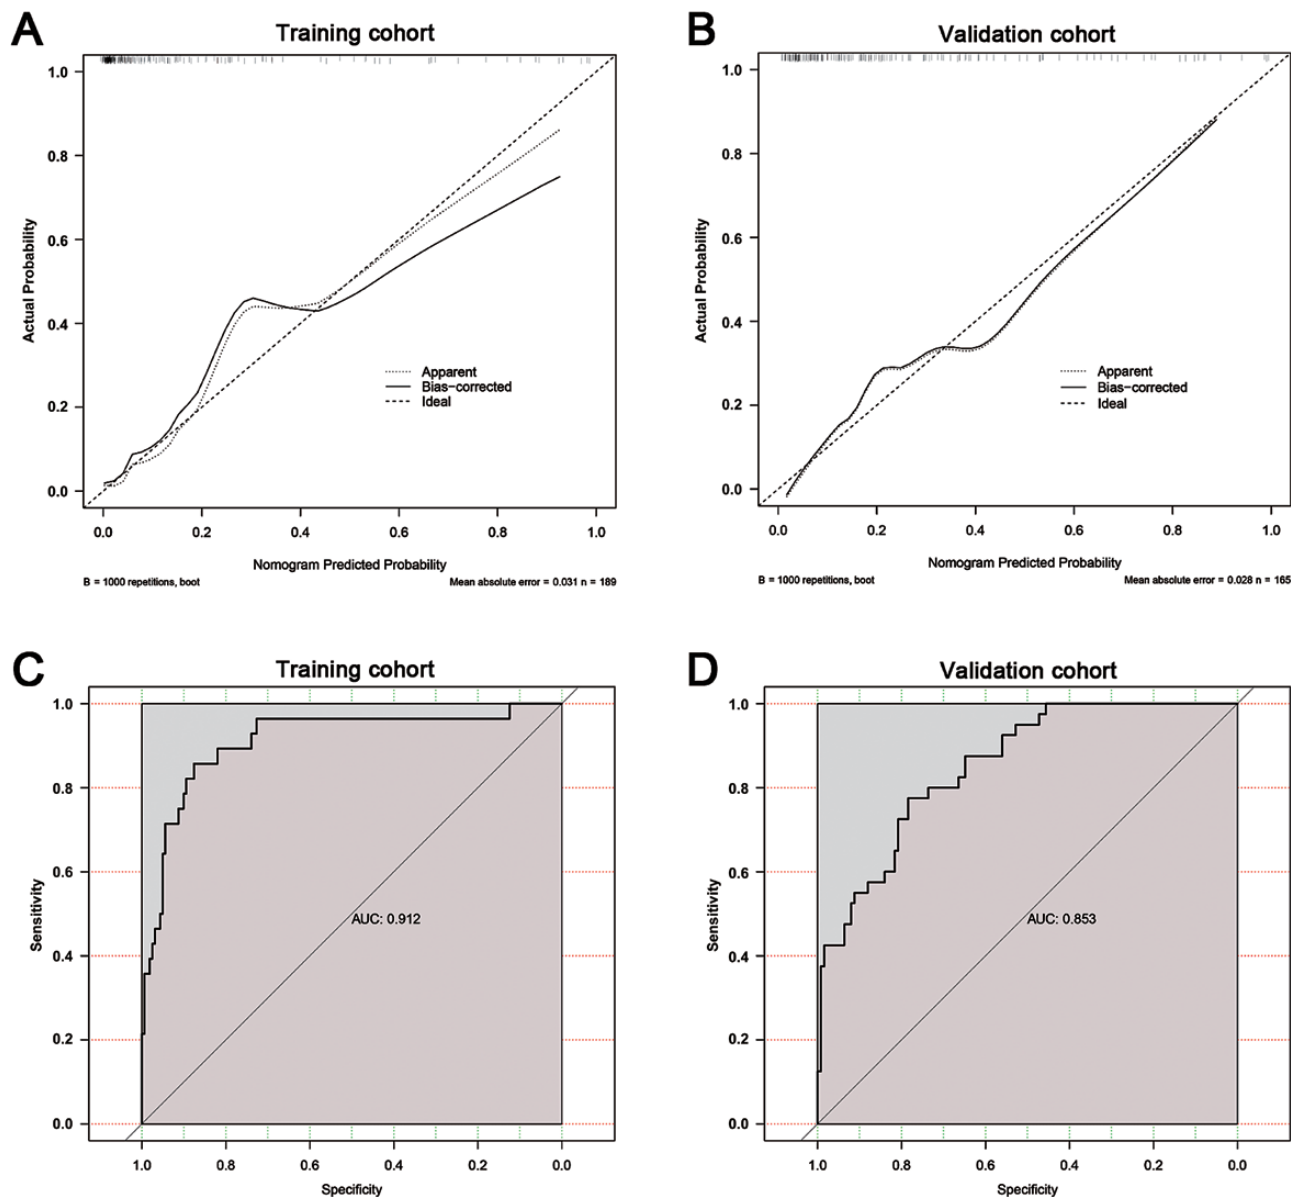 A
Training cohort
1.0
0.8
0.6
0.4
0.2
0.0
Actual Probability
Apparent
Bias-corrected
Ideal
0.0 0.2 0.4 0.6 0.8 1.0
Nomogram Predicted Probability
B = 1000 repetitions, boot
Mean absolute error = 0.031 n = 189
B
Validation cohort
1.0
0.8
0.6
0.4
0.2
0.0
Actual Probability
Apparent
Bias-corrected
Ideal
0.0 0.2 0.4 0.6 0.8 1.0
Nomogram Predicted Probability
B = 1000 repetitions, boot
Mean absolute error = 0.028 n = 165
C
Training cohort
1.0
0.8
0.6
0.4
0.2
0.0
Sensitivity
AUC: 0.912
1.0 0.8 0.6 0.4 0.2 0.0
Specificity
D
Validation cohort
1.0
0.8
0.6
0.4
0.2
0.0
Sensitivity
AUC: 0.853
1.0 0.8 0.6 0.4 0.2 0.0
Specificity